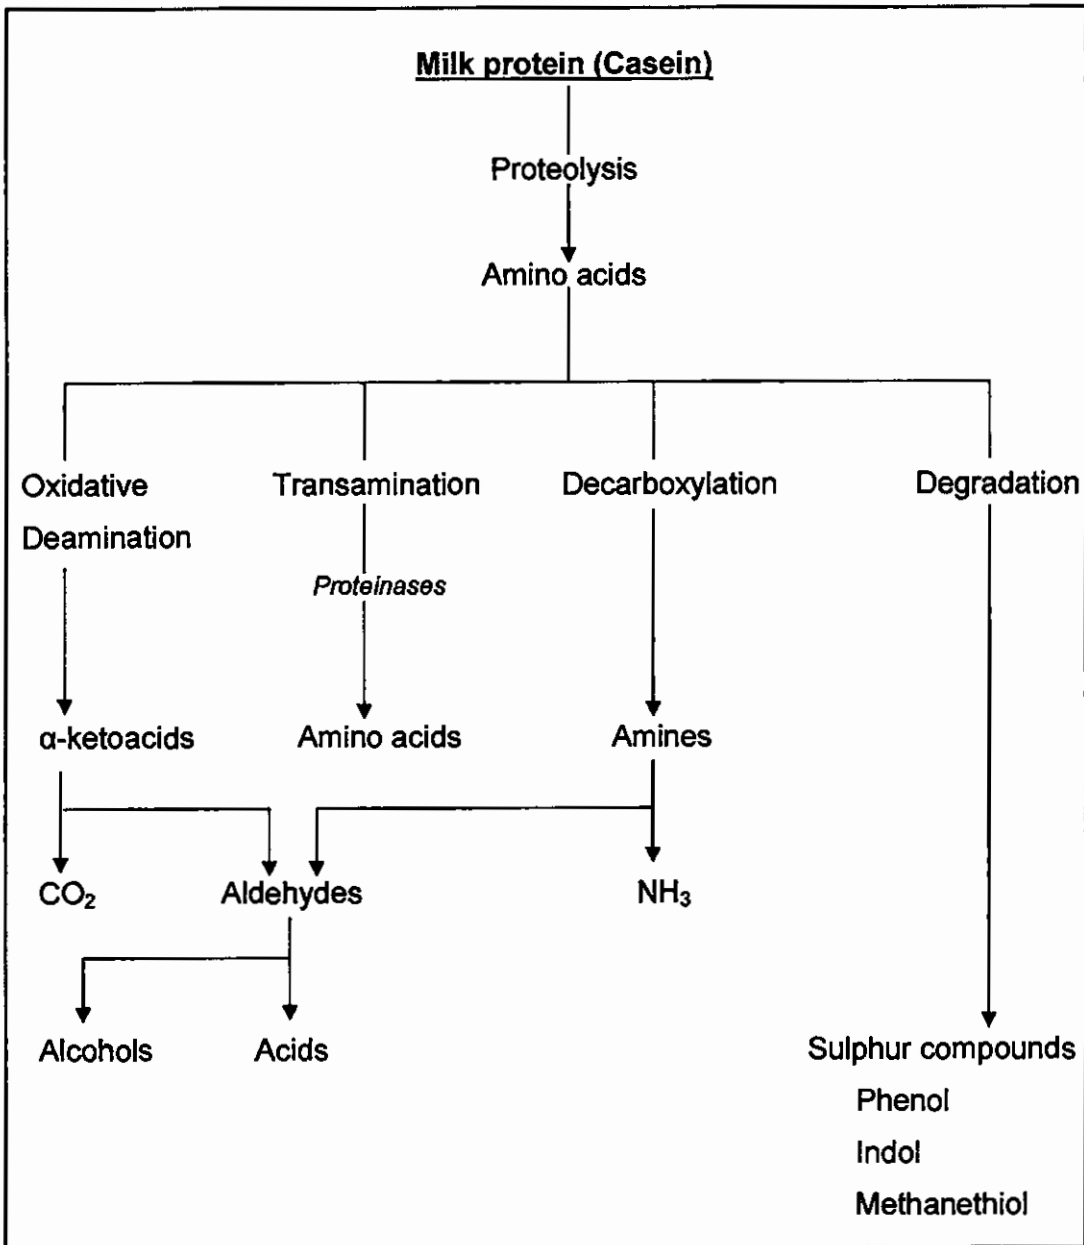 Milk protein (Casein)
Proteolysis
Amino acids
Oxidative
Deamination
Transamination
Decarboxylation
Degradation
Proteinases
α-ketoacids
Amino acids
Amines
CO₂
Aldehydes
NH₃
Alcohols
Acids
Sulphur compounds
Phenol
Indol
Methanethiol